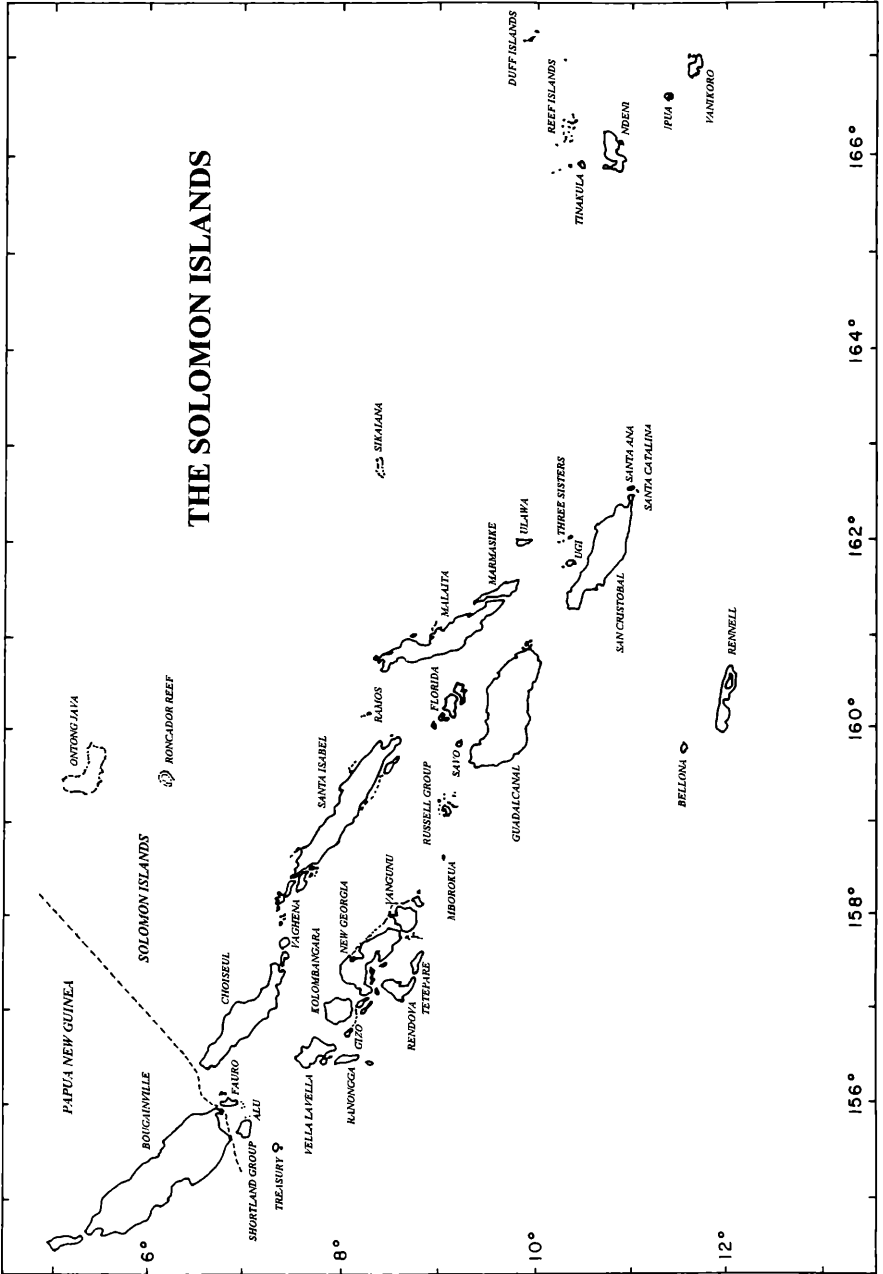 THE SOLOMON ISLANDS
PAPUA NEW GUINEA
SOLOMON ISLANDS
ONTONG JAVA
RONCADOR REEF
BOUGAINVILLE
FAURO
ALU
SHORTLAND GROUP
TREASURY
CHOISEUL
VAGHENA
VELLA LAVELLA
RANONGGA
GIZO
KOLOMBANGARA
NEW GEORGIA
VANGUNU
RENDOVA
TETEPARE
MBOROKUA
SANTA ISABEL
RAMOS
RUSSELL GROUP
SAVO
FLORIDA
GUADALCANAL
MALAITA
MARMASIKE
SIKAIANA
ULAWA
THREE SISTERS
UGI
SAN CRISTOBAL
SANTA ANA
SANTA CATALINA
BELLONA
RENNELL
DUFF ISLANDS
REEF ISLANDS
TINAKULA
NDENI
IPUA
VANIKORO
6°
8°
10°
12°
156°
158°
160°
162°
164°
166°